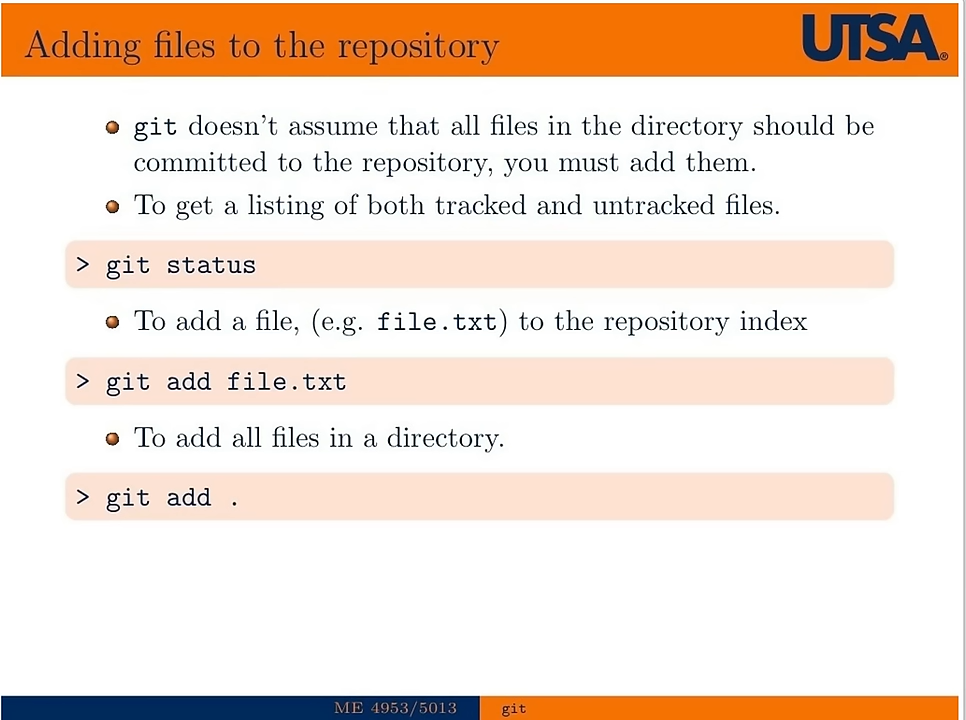 Adding files to the repository
UTSA®
git doesn't assume that all files in the directory should be
committed to the repository, you must add them.
To get a listing of both tracked and untracked files.
> git status
To add a file, (e.g. file.txt) to the repository index
> git add file.txt
To add all files in a directory.
> git add .
ME 4953/5013
git